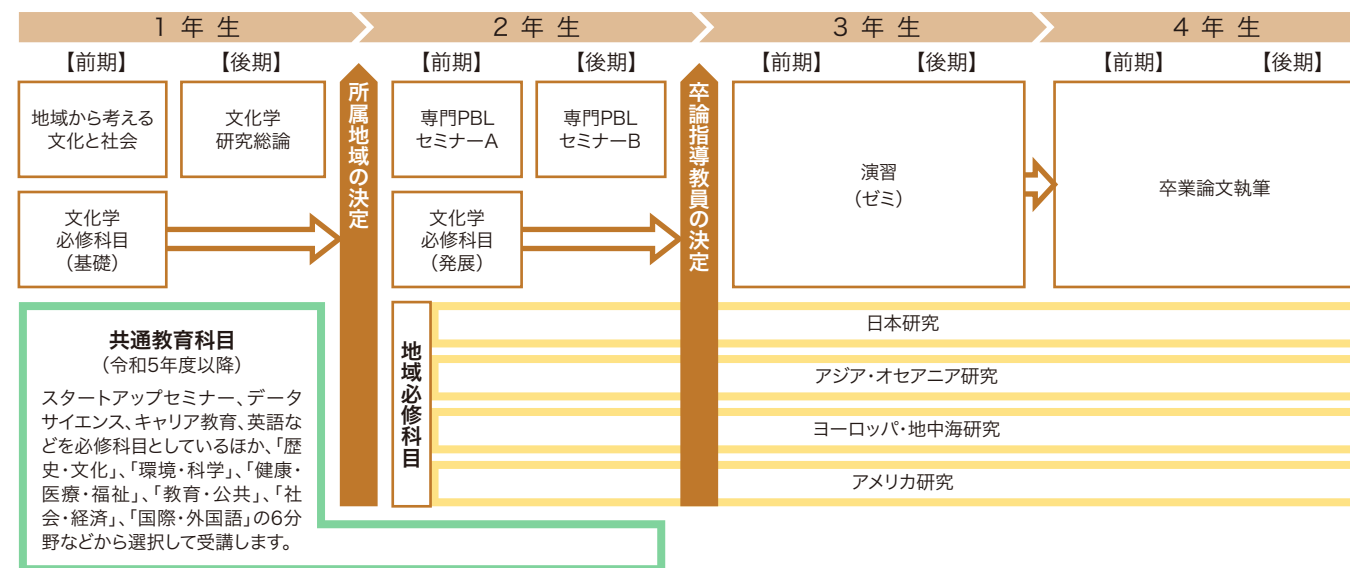 1 年 生
2 年 生
3 年 生
4 年 生
【前期】
【後期】
【前期】
【後期】
【前期】
【後期】
【前期】
【後期】
地域から考える
文化と社会
文化学
研究総論
所属地域の決定
専門PBL
セミナーA
専門PBL
セミナーB
卒論指導教員の決定
演習
(ゼミ)
卒業論文執筆
文化学
必修科目
(基礎)
文化学
必修科目
(発展)
共通教育科目
(令和5年度以降)
スタートアップセミナー、データ
サイエンス、キャリア教育、英語な
どを必修科目としているほか、「歴
史・文化」、「環境・科学」、「健康・
医療・福祉」、「教育・公共」、「社
会・経済」、「国際・外国語」の6分
野などから選択して受講します。
地域必修科目
日本研究
アジア・オセアニア研究
ヨーロッパ・地中海研究
アメリカ研究